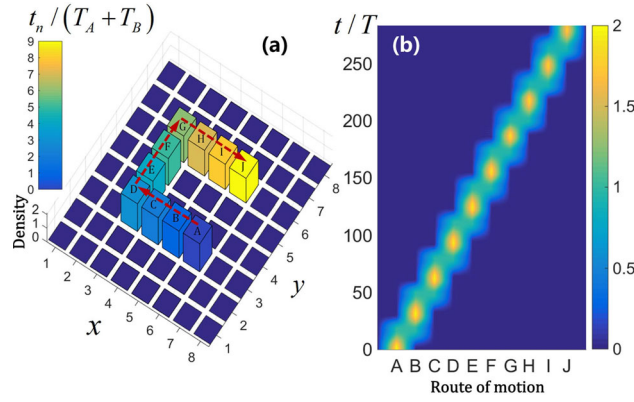 t_n / (T_A + T_B)
(a)
9
8
7
6
5
4
3
2
1
0
Density
2
1
0
A
B
C
D
E
F
G
H
I
J
1
2
3
4
5
6
7
8
x
1
2
3
4
5
6
7
8
y
t / T
(b)
250
200
150
100
50
0
A B C D E F G H I J
Route of motion
2
1.5
1
0.5
0